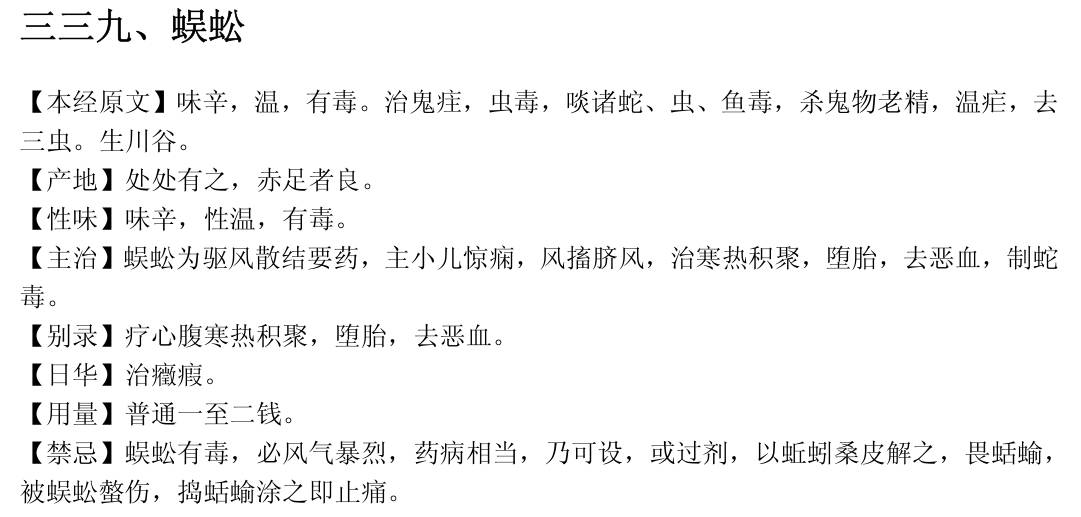 三三九、蜈蚣
【本经原文】味辛，温，有毒。治鬼疰，虫毒，啖诸蛇、虫、鱼毒，杀鬼物老精，温疟，去
三虫。生川谷。
【产地】处处有之，赤足者良。
【性味】味辛，性温，有毒。
【主治】蜈蚣为驱风散结要药，主小儿惊痫，风搐脐风，治寒热积聚，堕胎，去恶血，制蛇
毒。
【别录】疗心腹寒热积聚，堕胎，去恶血。
【日华】治癥瘕。
【用量】普通一至二钱。
【禁忌】蜈蚣有毒，必风气暴烈，药病相当，乃可设，或过剂，以蚯蚓桑皮解之，畏蛞蝓，
被蜈蚣螫伤，捣蛞蝓涂之即止痛。